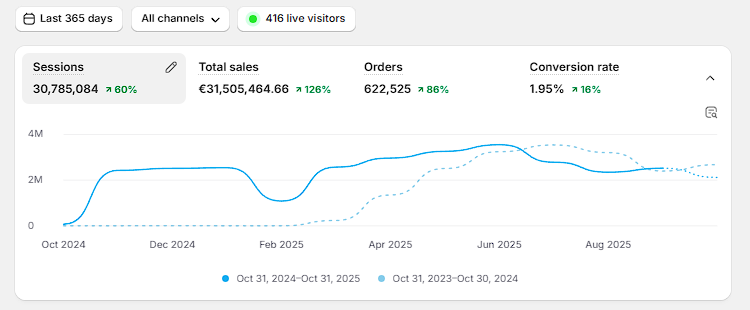 Last 365 days All channels 416 live visitors
Sessions Total sales Orders Conversion rate
30,785,084 ↗ 60% €31,505,464.66 ↗ 126% 622,525 ↗ 86% 1.95% ↗ 16%
4M
2M
0
Oct 2024 Dec 2024 Feb 2025 Apr 2025 Jun 2025 Aug 2025
Oct 31, 2024–Oct 31, 2025 Oct 31, 2023–Oct 30, 2024